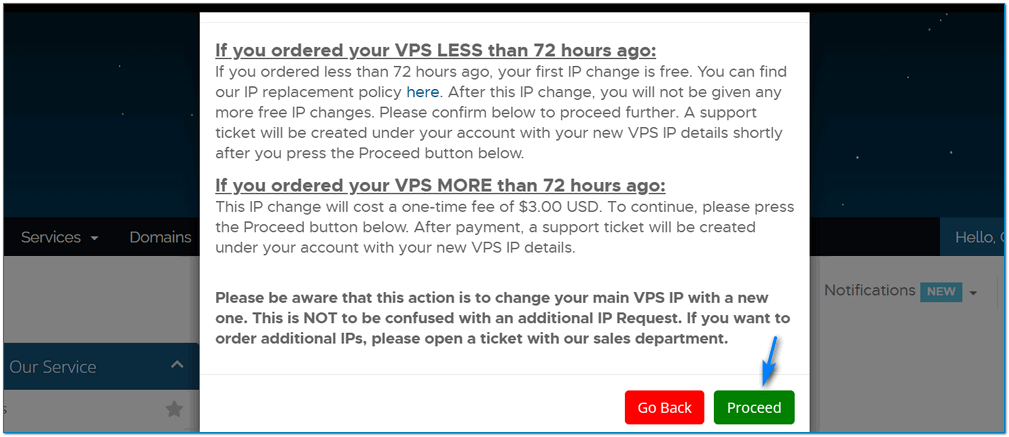 If you ordered your VPS LESS than 72 hours ago:
If you ordered less than 72 hours ago, your first IP change is free. You can find
our IP replacement policy here. After this IP change, you will not be given any
more free IP changes. Please confirm below to proceed further. A support
ticket will be created under your account with your new VPS IP details shortly
after you press the Proceed button below.
If you ordered your VPS MORE than 72 hours ago:
This IP change will cost a one-time fee of $3.00 USD. To continue, please press
the Proceed button below. After payment, a support ticket will be created
under your account with your new VPS IP details.
Services Domains
Hello,
Notifications NEW
Please be aware that this action is to change your main VPS IP with a new
one. This is NOT to be confused with an additional IP Request. If you want to
order additional IPs, please open a ticket with our sales department.
Our Service
Go Back Proceed